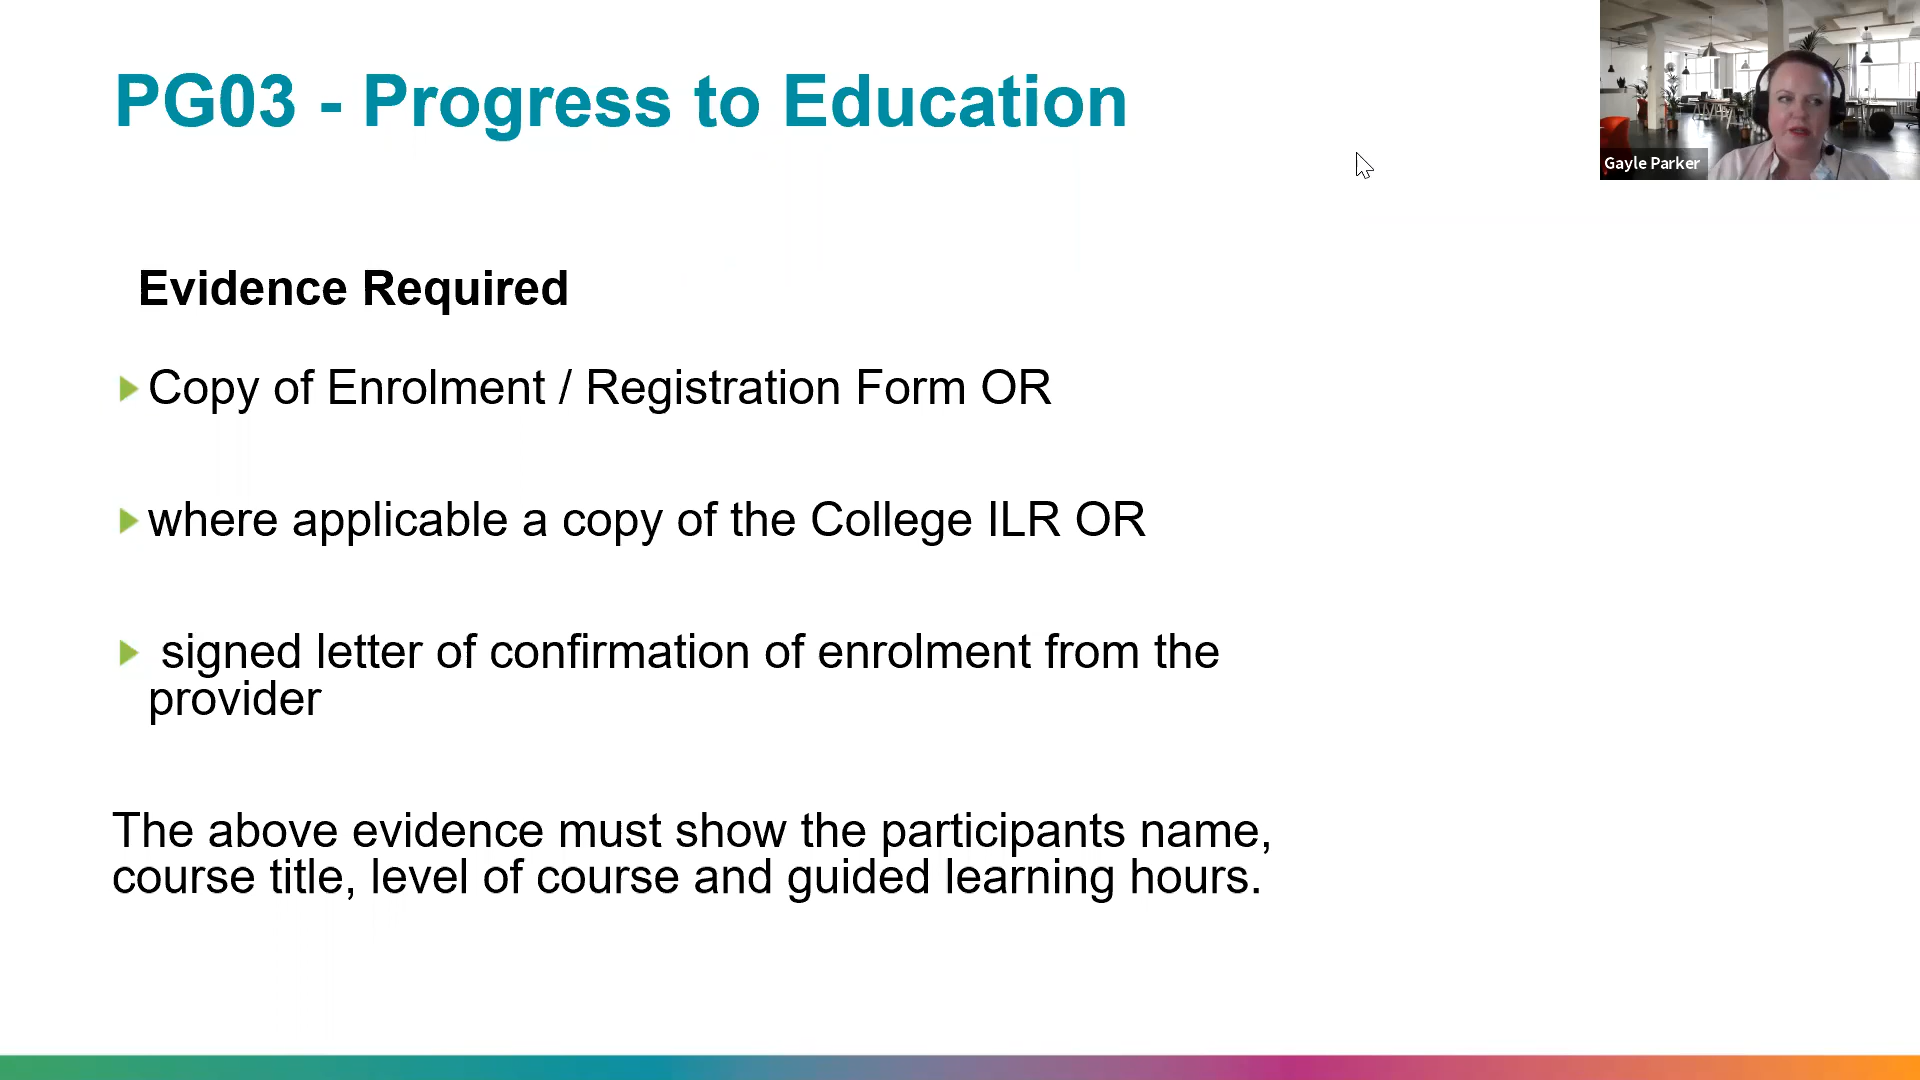 PG03 - Progress to Education
Gayle Parker
Evidence Required
Copy of Enrolment / Registration Form OR
where applicable a copy of the College ILR OR
signed letter of confirmation of enrolment from the
provider
The above evidence must show the participants name,
course title, level of course and guided learning hours.